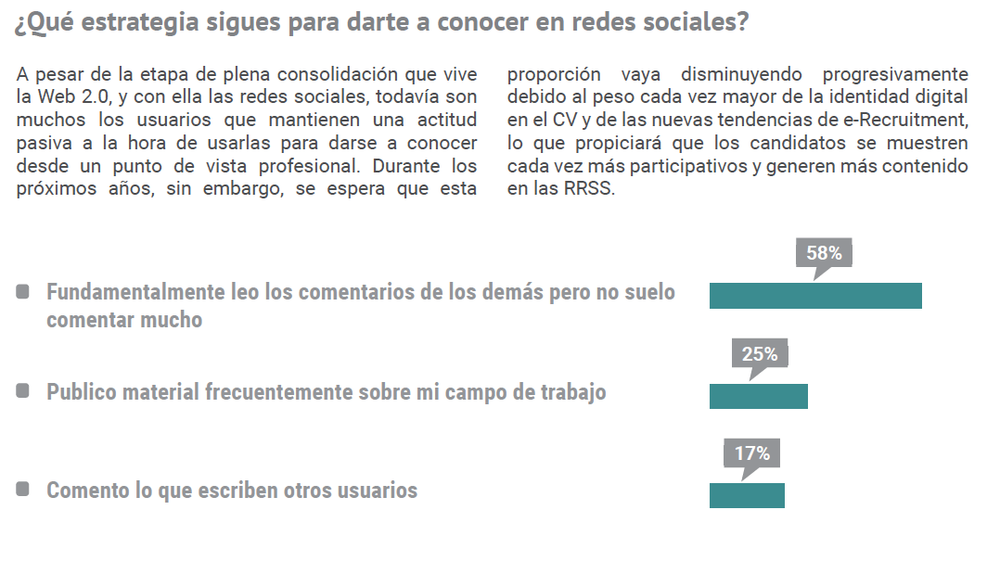 ¿Qué estrategia sigues para darte a conocer en redes sociales?
A pesar de la etapa de plena consolidación que vive
la Web 2.0, y con ella las redes sociales, todavía son
muchos los usuarios que mantienen una actitud
pasiva a la hora de usarlas para darse a conocer
desde un punto de vista profesional. Durante los
próximos años, sin embargo, se espera que esta
proporción vaya disminuyendo progresivamente
debido al peso cada vez mayor de la identidad digital
en el CV y de las nuevas tendencias de e-Recruitment,
lo que propiciará que los candidatos se muestren
cada vez más participativos y generen más contenido
en las RRSS.
58%
Fundamentalmente leo los comentarios de los demás pero no suelo
comentar mucho
25%
Publico material frecuentemente sobre mi campo de trabajo
17%
Comento lo que escriben otros usuarios